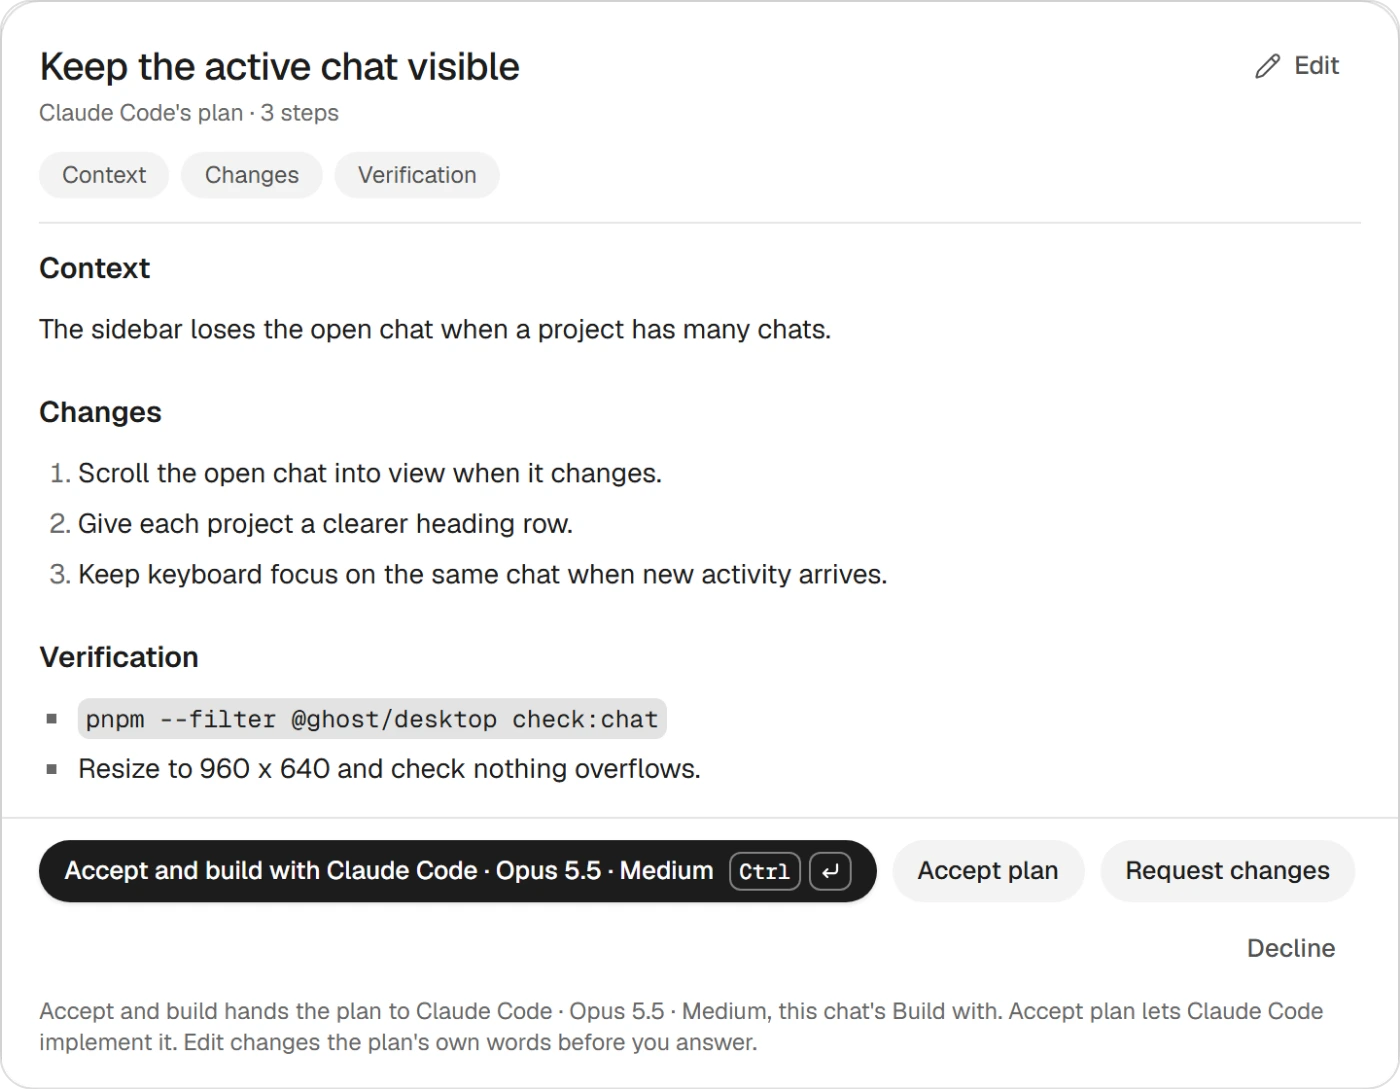 Keep the active chat visible
Edit
Claude Code's plan · 3 steps
Context
Changes
Verification
Context
The sidebar loses the open chat when a project has many chats.
Changes
1. Scroll the open chat into view when it changes.
2. Give each project a clearer heading row.
3. Keep keyboard focus on the same chat when new activity arrives.
Verification
▪ pnpm --filter @ghost/desktop check:chat
▪ Resize to 960 x 640 and check nothing overflows.
Accept and build with Claude Code · Opus 5.5 · Medium Ctrl ↵
Accept plan
Request changes
Decline
Accept and build hands the plan to Claude Code · Opus 5.5 · Medium, this chat's Build with. Accept plan lets Claude Code
implement it. Edit changes the plan's own words before you answer.